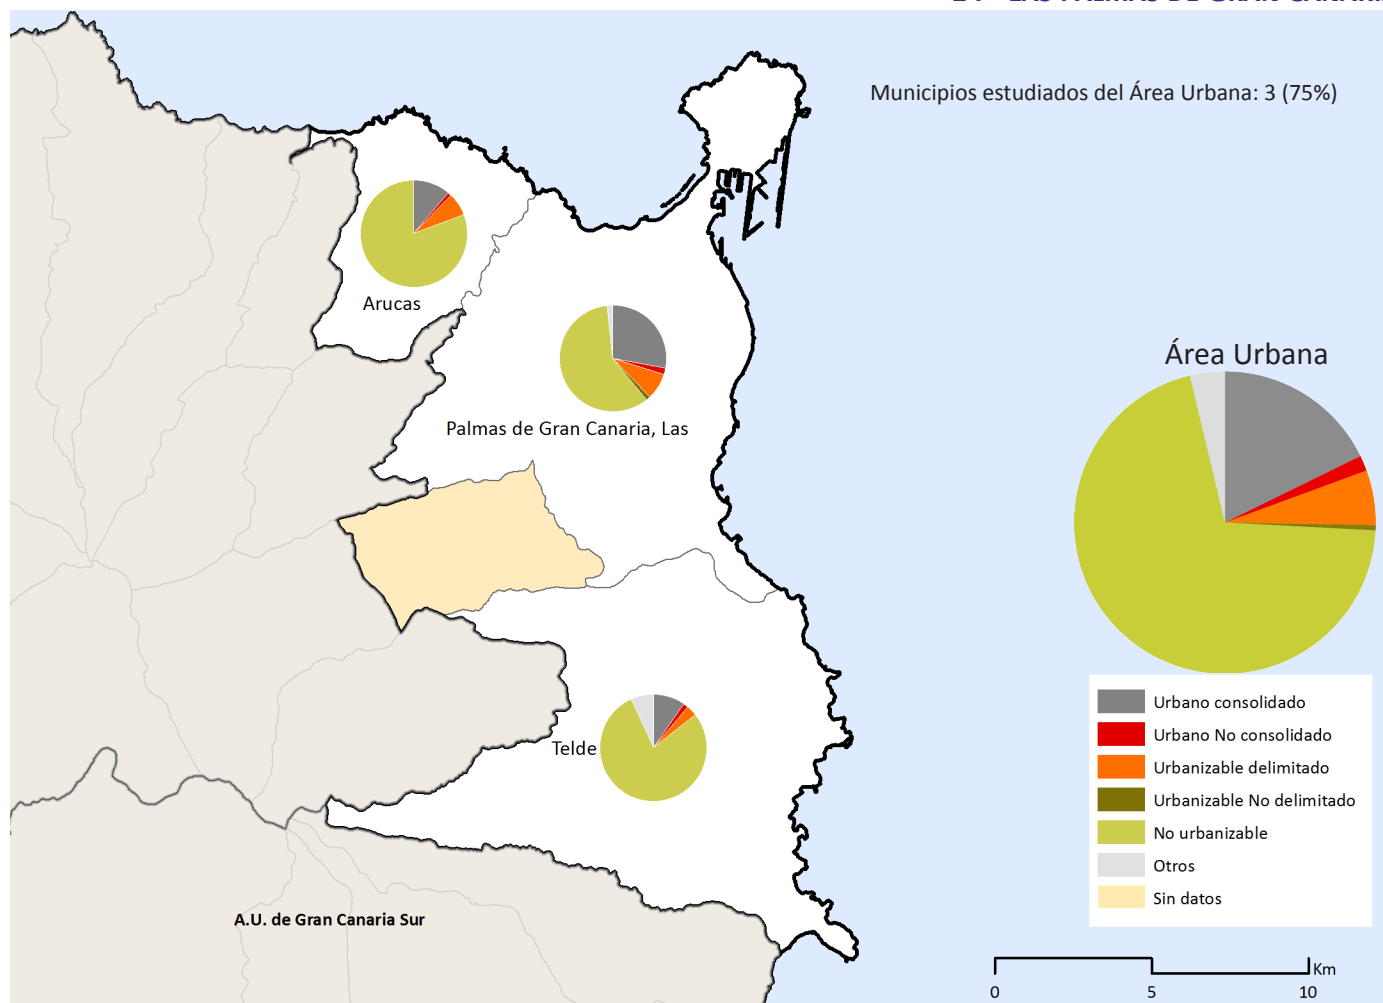 Municipios estudiados del Área Urbana: 3 (75%)
Arucas
Palmas de Gran Canaria, Las
Área Urbana
Telde
Urbano consolidado
Urbano No consolidado
Urbanizable delimitado
Urbanizable No delimitado
No urbanizable
Otros
Sin datos
A.U. de Gran Canaria Sur
Km
0 5 10